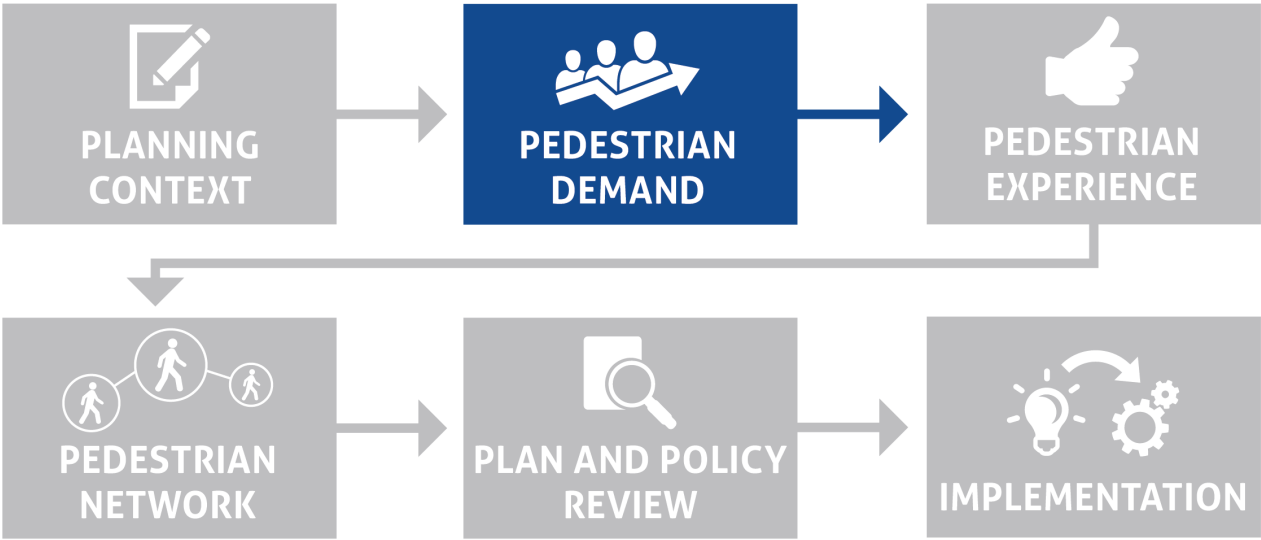 PLANNING
CONTEXT
PEDESTRIAN
DEMAND
PEDESTRIAN
EXPERIENCE
PEDESTRIAN
NETWORK
PLAN AND POLICY
REVIEW
IMPLEMENTATION